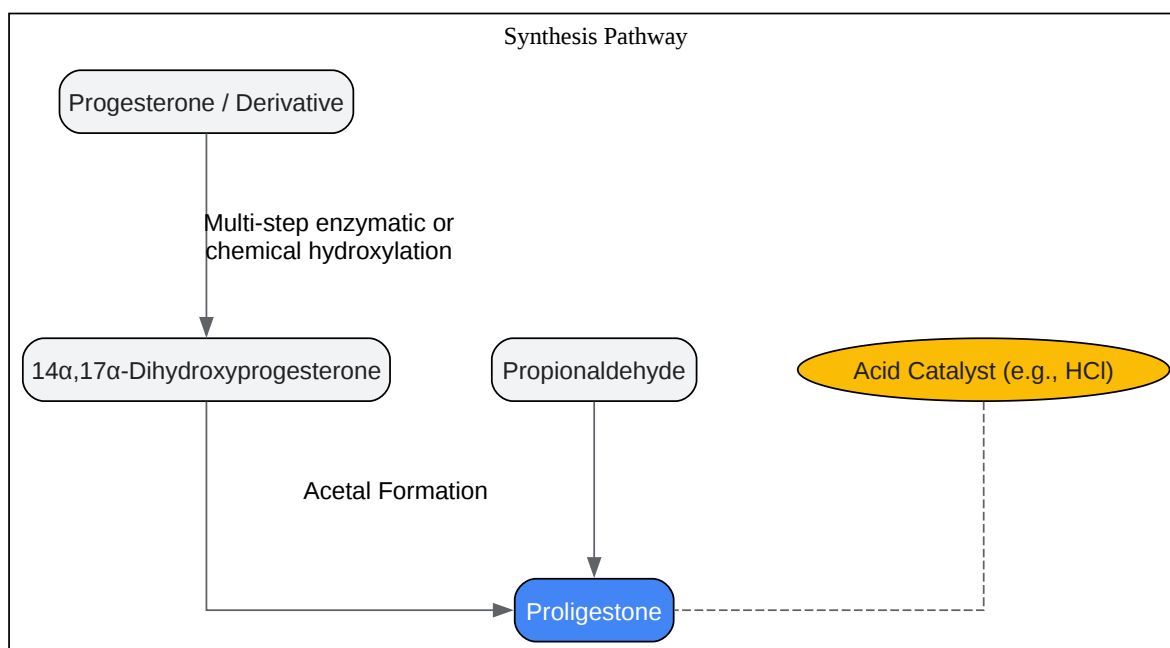 Synthesis Pathway
Progesterone / Derivative
Multi-step enzymatic or
chemical hydroxylation
14α,17α-Dihydroxyprogesterone
Propionaldehyde
Acid Catalyst (e.g., HCl)
Acetal Formation
Proligestone